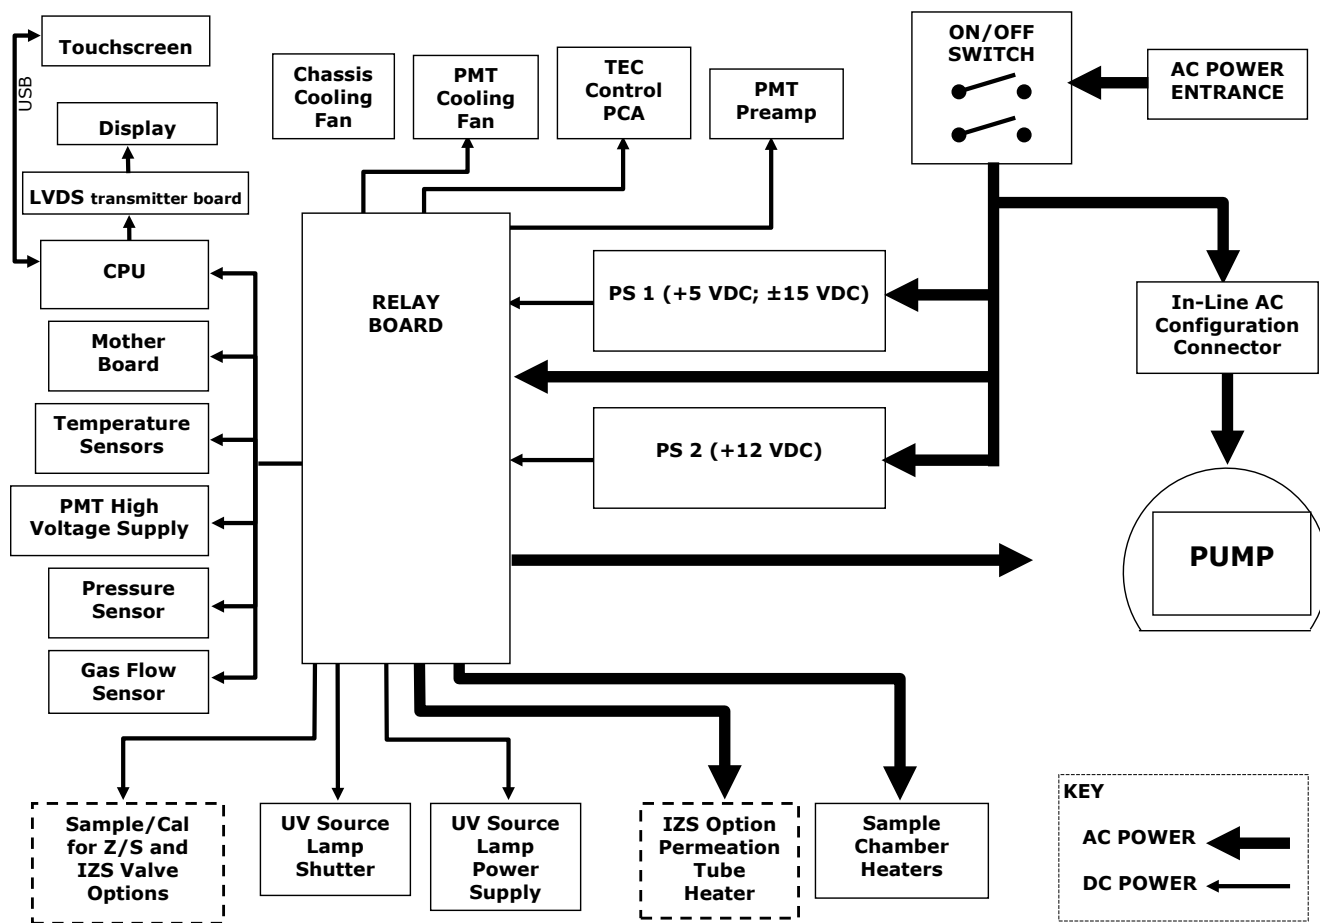 Touchscreen
USB
Display
LVDS transmitter board
CPU
Mother
Board
Temperature
Sensors
PMT High
Voltage Supply
Pressure
Sensor
Gas Flow
Sensor
Chassis
Cooling
Fan
PMT
Cooling
Fan
TEC
Control
PCA
PMT
Preamp
ON/OFF
SWITCH
AC POWER
ENTRANCE
RELAY
BOARD
PS 1 (+5 VDC; ±15 VDC)
PS 2 (+12 VDC)
In-Line AC
Configuration
Connector
PUMP
Sample/Cal
for Z/S and
IZS Valve
Options
UV Source
Lamp
Shutter
UV Source
Lamp
Power
Supply
IZS Option
Permeation
Tube
Heater
Sample
Chamber
Heaters
KEY
AC POWER
DC POWER